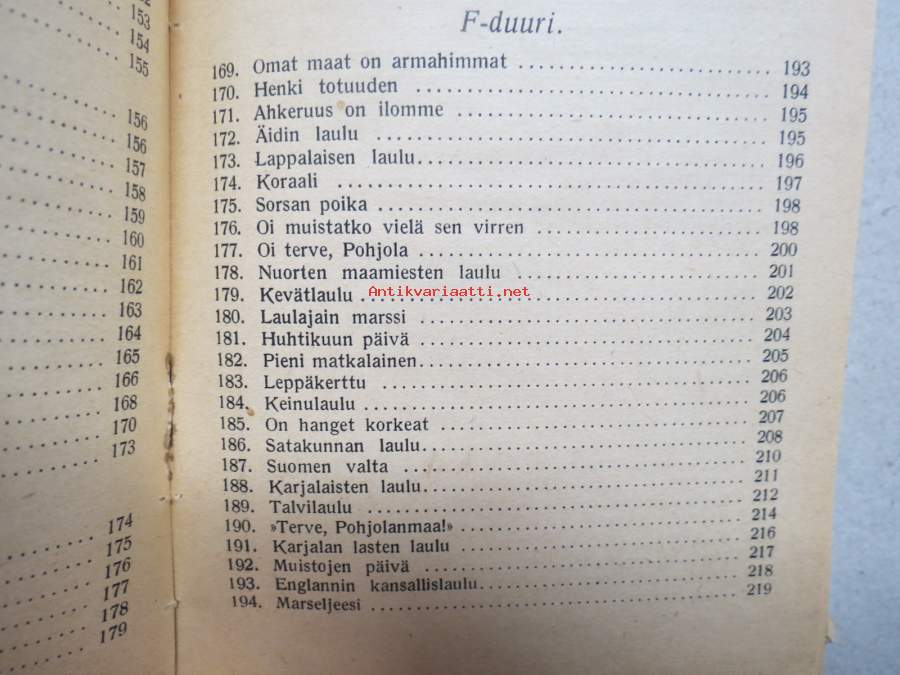 153
154
155
156
156
157
158
159
160
161
162
163
164
165
166
168
170
173
174
175
176
177
178
179
F-duuri.
169. Omat maat on armahimmat ........ 193
170. Henki totuuden ........ 194
171. Ahkeruus on ilomme ........ 195
172. Äidin laulu ........ 195
173. Lappalaisen laulu ........ 196
174. Koraali ........ 197
175. Sorsan poika ........ 198
176. Oi muistatko vielä sen virren ........ 198
177. Oi terve, Pohjola ........ 200
178. Nuorten maamiesten laulu ........ 201
Antikvariaatti.net
179. Kevätlaulu ........ 202
180. Laulajain marssi ........ 203
181. Huhtikuun päivä ........ 204
182. Pieni matkalainen ........ 205
183. Leppäkerttu ........ 206
184. Keinulaulu ........ 206
185. On hanget korkeat ........ 207
186. Satakunnan laulu ........ 208
187. Suomen valta ........ 210
188. Karjalaisten laulu ........ 211
189. Talvilaulu ........ 212
190. »Terve, Pohjolanmaa!» ........ 214
191. Karjalan lasten laulu ........ 216
192. Muistojen päivä ........ 217
193. Englannin kansallislaulu ........ 218
194. Marseljeesi ........ 219